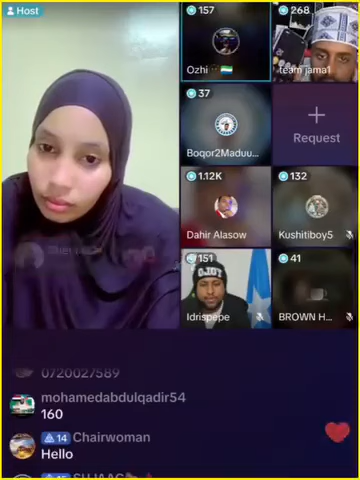 Host
157
Ozhi
268
team jama1
37
Boqor2Maduu...
Request
1.12K
Dahir Alasow
132
Kushitiboy5
151
Idrispepe
41
BROWN H...
0720027589
mohamedabdulqadir54
160
14 Chairwoman
Hello